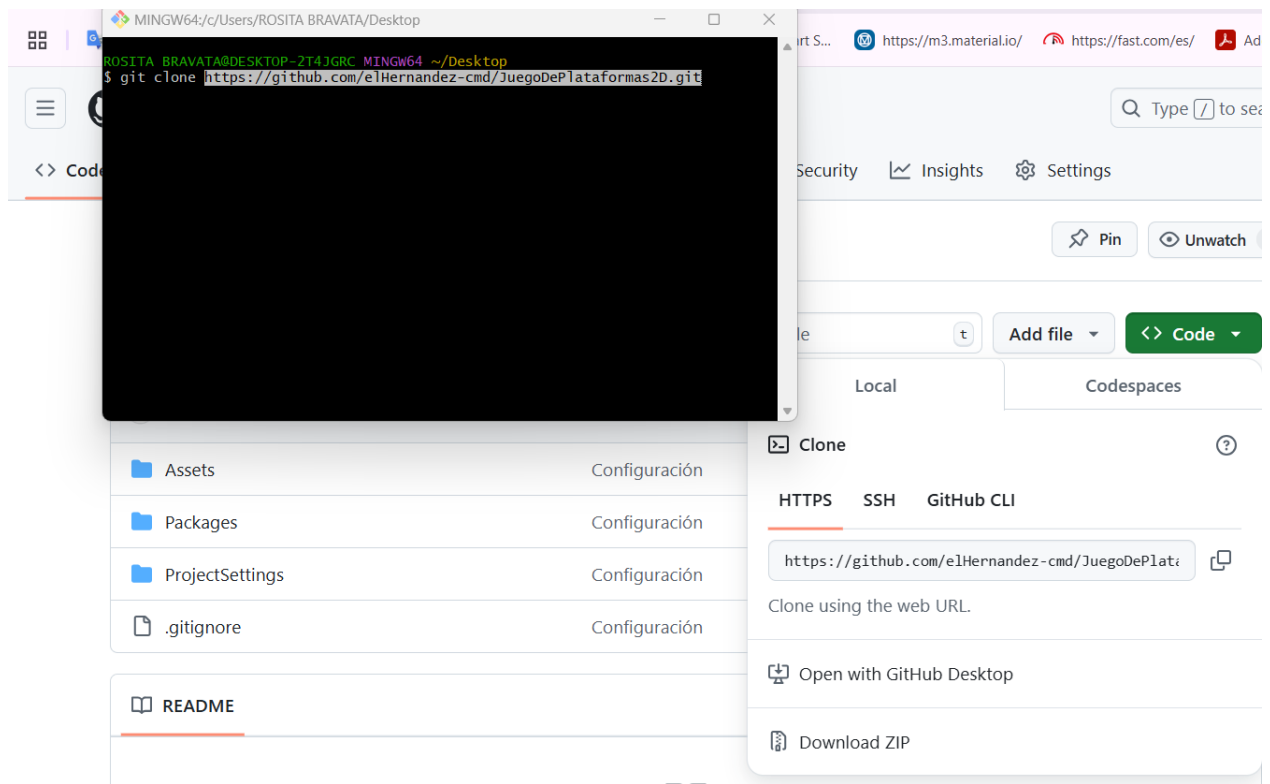 MINGW64:/c/Users/ROSITA BRAVATA/Desktop
ROSITA BRAVATA@DESKTOP-2T4JGRC MINGW64 ~/Desktop
$ git clone https://github.com/elHernandez-cmd/JuegoDePlataformas2D.git
rt S...
https://m3.material.io/
https://fast.com/es/
Ad
Type / to sea
Code
Security
Insights
Settings
Pin
Unwatch
le
t
Add file
Code
Local
Codespaces
Clone
HTTPS
SSH
GitHub CLI
https://github.com/elHernandez-cmd/JuegoDePlata
Clone using the web URL.
Open with GitHub Desktop
Download ZIP
Assets
Configuración
Packages
Configuración
ProjectSettings
Configuración
.gitignore
Configuración
README